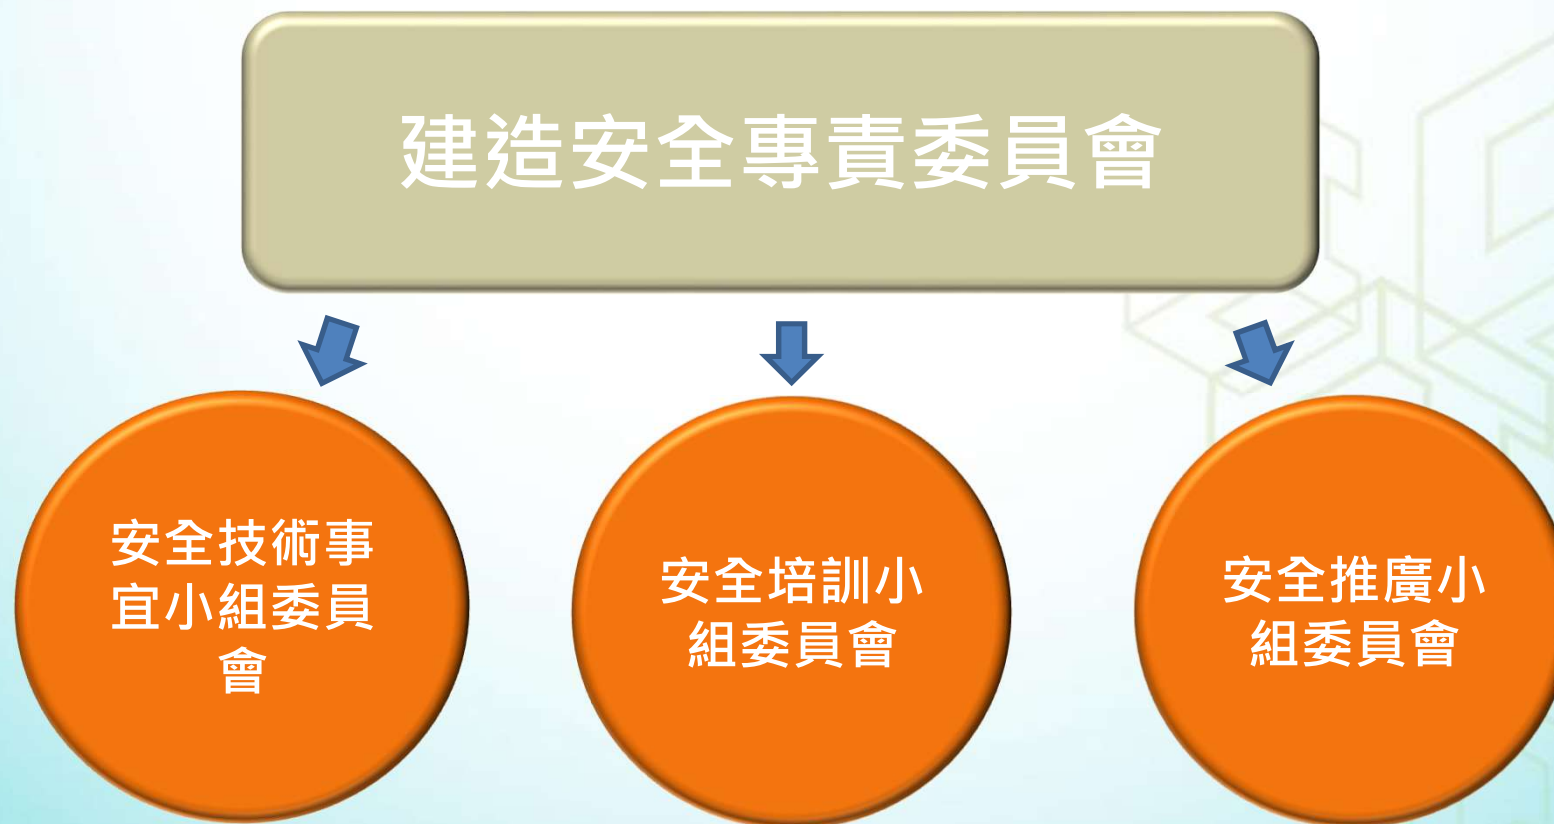 建造安全專責委員會
安全技術事
宜小組委員
會
安全培訓小
組委員會
安全推廣小
組委員會